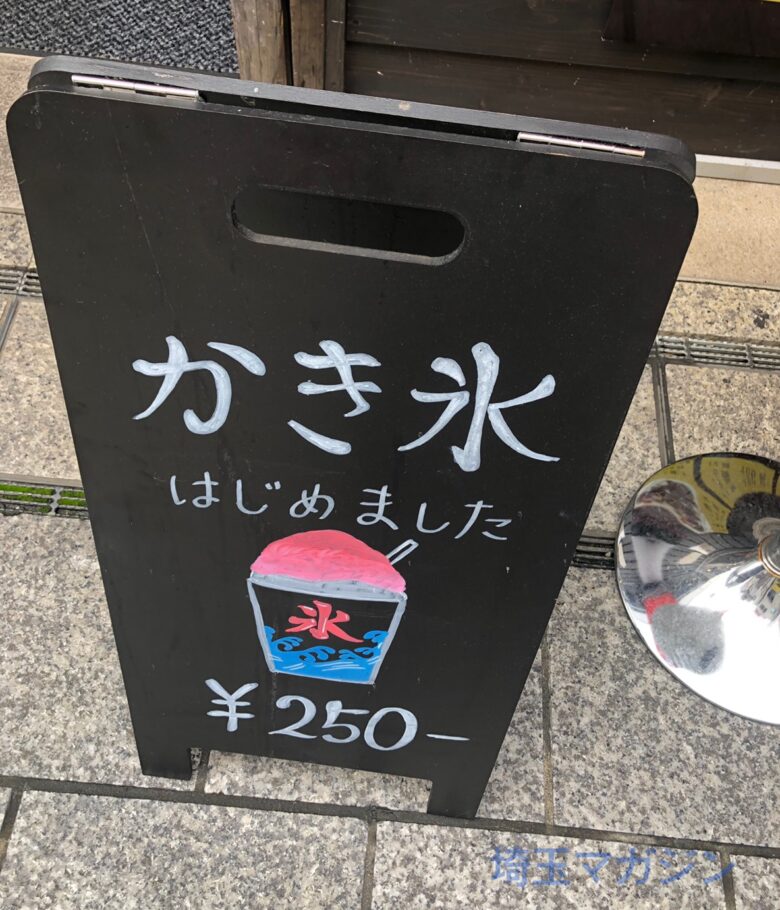 かき氷
はじめました
氷
¥250-
埼玉マガジン